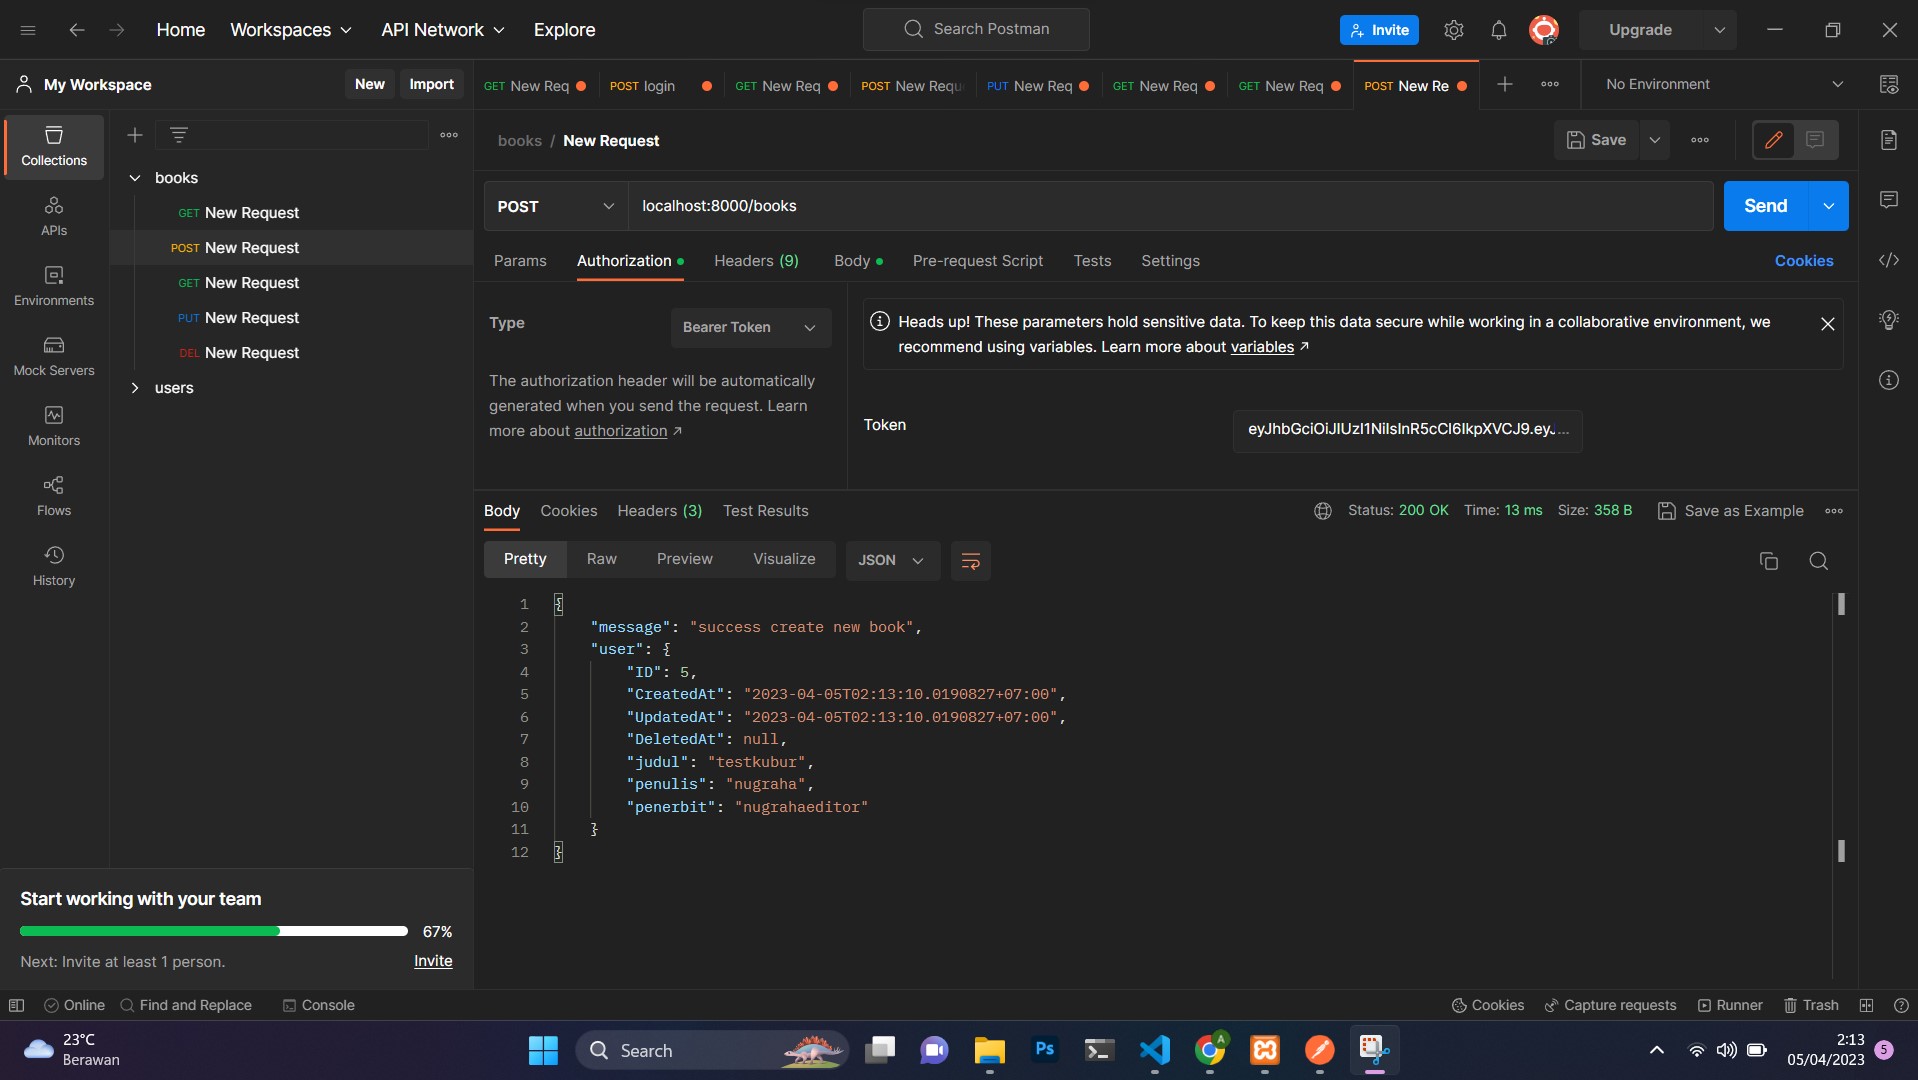 Home
Workspaces
API Network
Explore
Search Postman
Invite
Upgrade
My Workspace
New
Import
GET New Req
POST login
GET New Req
POST New Requ
PUT New Req
GET New Req
GET New Req
POST New Re
No Environment
Collections
APIs
Environments
Mock Servers
Monitors
Flows
History
books
GET New Request
POST New Request
GET New Request
PUT New Request
DEL New Request
users
books / New Request
Save
POST
localhost:8000/books
Send
Params
Authorization
Headers (9)
Body
Pre-request Script
Tests
Settings
Cookies
Type
Bearer Token
The authorization header will be automatically
generated when you send the request. Learn
more about authorization ↗
Heads up! These parameters hold sensitive data. To keep this data secure while working in a collaborative environment, we
recommend using variables. Learn more about variables ↗
Token
Body
Cookies
Headers (3)
Test Results
Status: 200 OK
Time: 13 ms
Size: 358 B
Save as Example
Pretty
Raw
Preview
Visualize
JSON
1 {
2 "message": "success create new book",
3 "user": {
4 "ID": 5,
5 "CreatedAt": "2023-04-05T02:13:10.0190827+07:00",
6 "UpdatedAt": "2023-04-05T02:13:10.0190827+07:00",
7 "DeletedAt": null,
8 "judul": "testkubur",
9 "penulis": "nugraha",
10 "penerbit": "nugrahaeditor"
11 }
12 }
Start working with your team
67%
Next: Invite at least 1 person.
Invite
Online
Find and Replace
Console
Cookies
Capture requests
Runner
Trash
23°C
Berawan
Search
Ps
A
2:13
05/04/2023
5